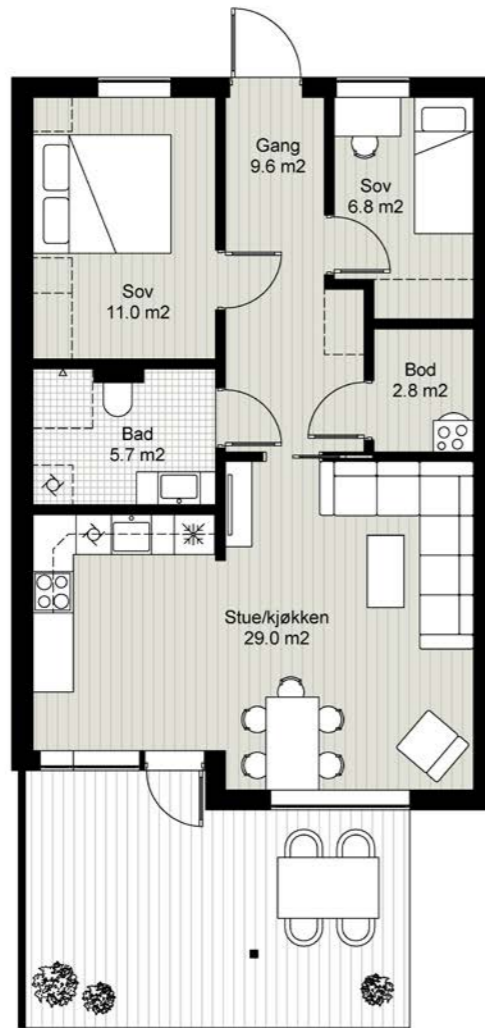 Gang
9.6 m2
Sov
6.8 m2
Sov
11.0 m2
Bod
2.8 m2
Bad
5.7 m2
Stue/kjøkken
29.0 m2